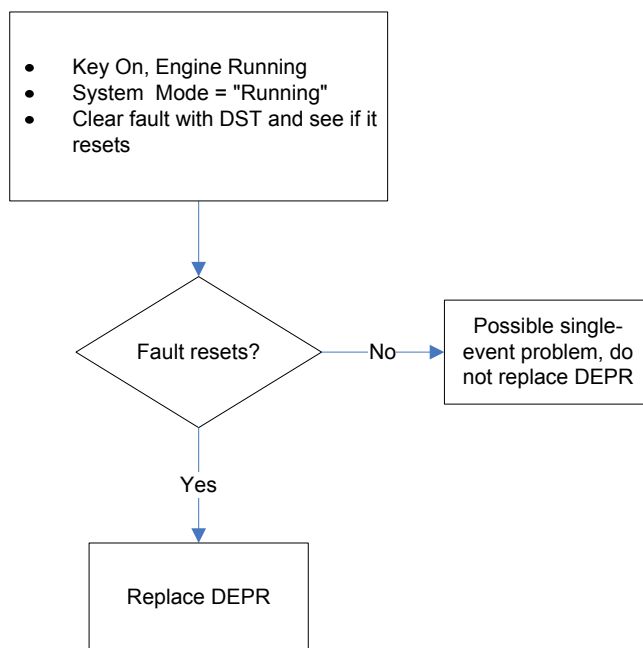 • Key On, Engine Running
• System Mode = "Running"
• Clear fault with DST and see if it
resets
Fault resets?
No
Possible single-
event problem, do
not replace DEPR
Yes
Replace DEPR